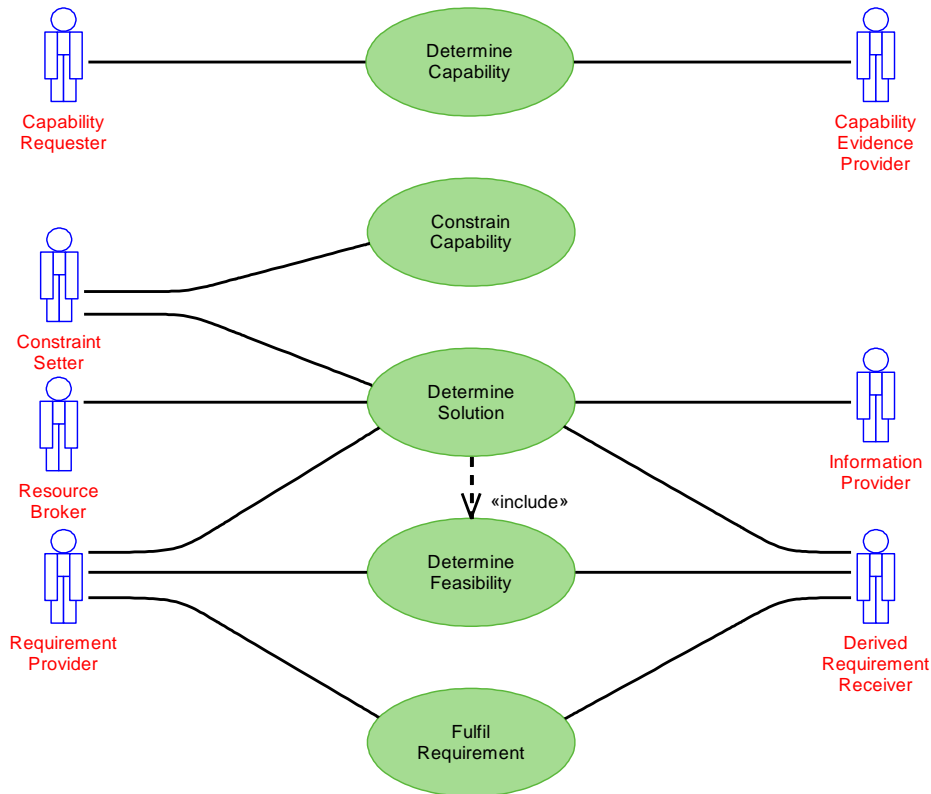 Determine
Capability
Capability
Requester
Capability
Evidence
Provider
Constrain
Capability
Constraint
Setter
Determine
Solution
Information
Provider
Resource
Broker
«include»
Determine
Feasibility
Requirement
Provider
Derived
Requirement
Receiver
Fulfil
Requirement